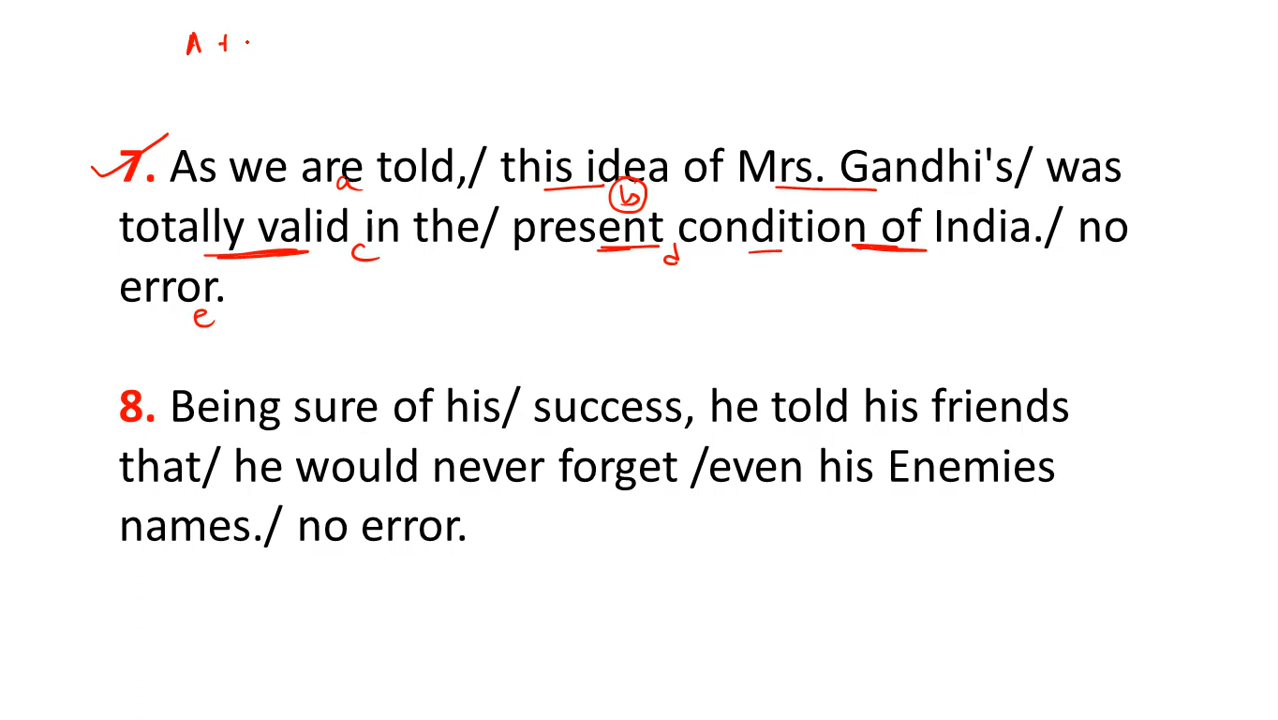 A +
7. As we are told,/ this idea of Mrs. Gandhi's/ was
a
b
totally valid in the/ present condition of India./ no
c
d
error.
e
8. Being sure of his/ success, he told his friends
that/ he would never forget /even his Enemies
names./ no error.